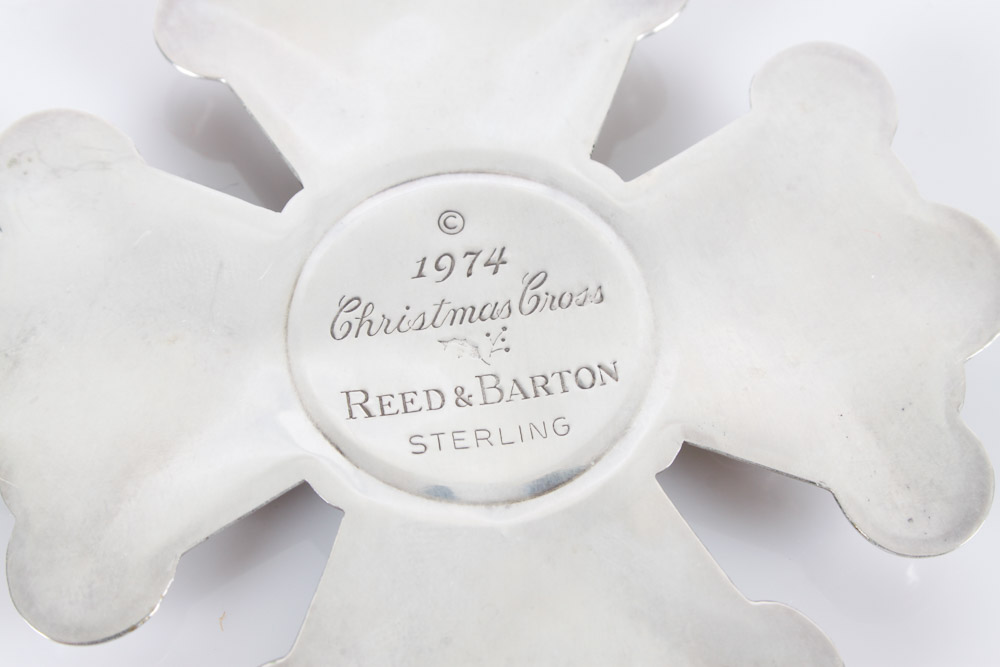 ©
1974
Christmas Cross
REED & BARTON
STERLING